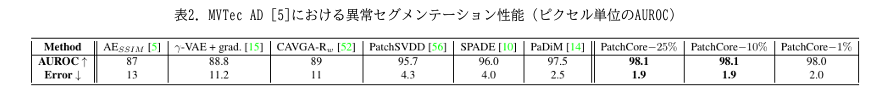 表2. MVTec AD [5]における異常セグメンテーション性能（ピクセル単位のAUROC）
Method AE_SSIM [5] γ-VAE + grad. [15] CAVGA-R_w [52] PatchSVDD [56] SPADE [10] PaDiM [14] PatchCore−25% PatchCore−10% PatchCore−1%
AUROC ↑ 87 88.8 89 95.7 96.0 97.5 98.1 98.1 98.0
Error ↓ 13 11.2 11 4.3 4.0 2.5 1.9 1.9 2.0